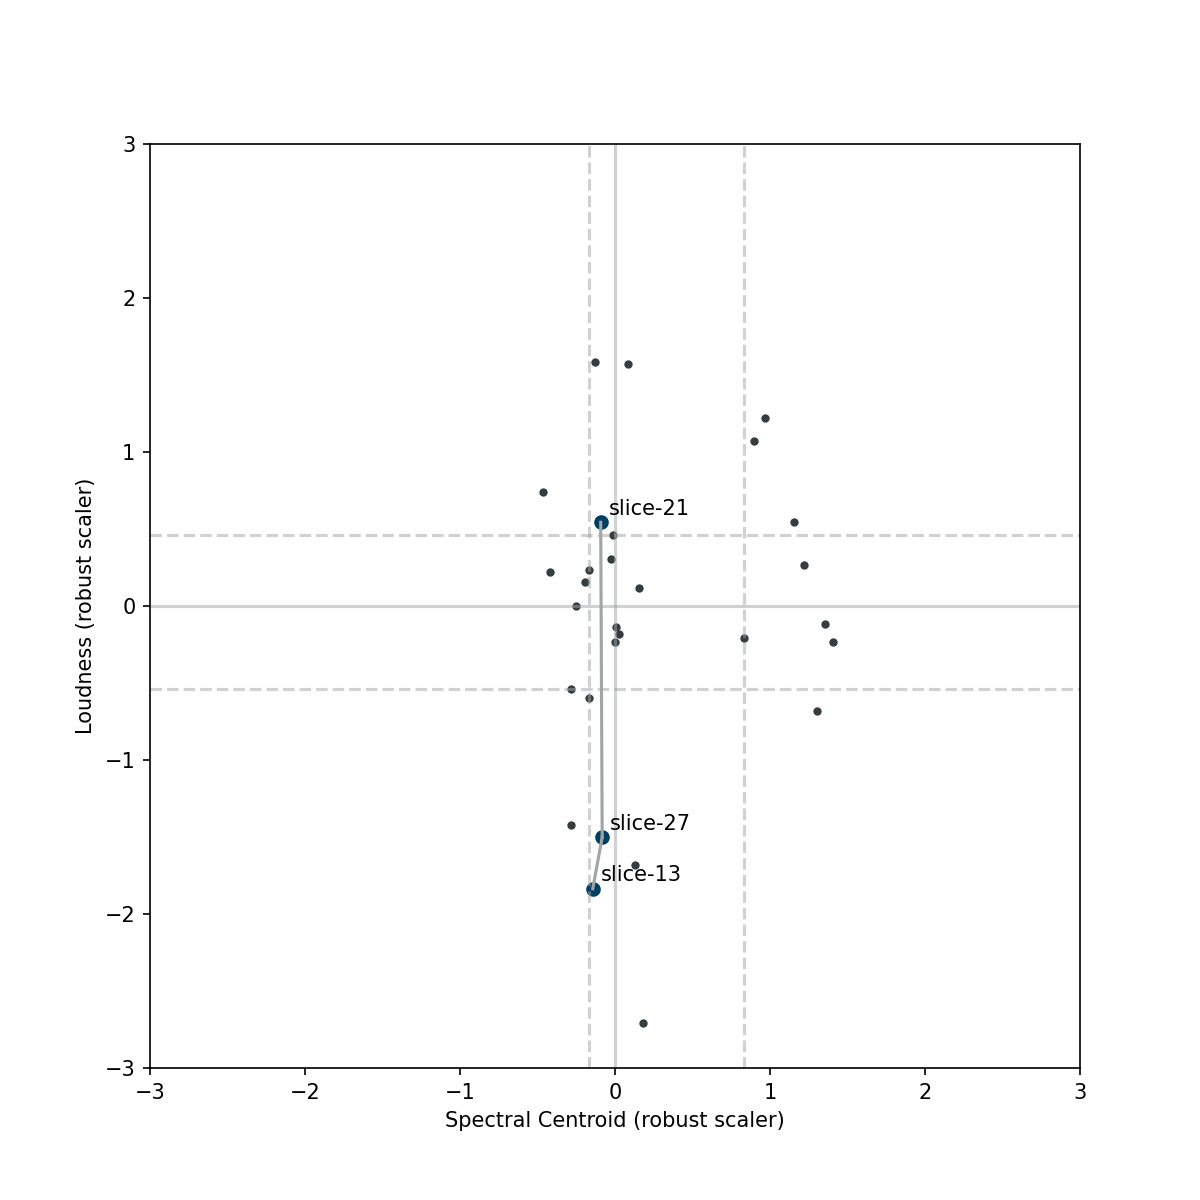 3
2
1
0
−1
−2
−3
Loudness (robust scaler)
slice-21
slice-27
slice-13
−3 −2 −1 0 1 2 3
Spectral Centroid (robust scaler)